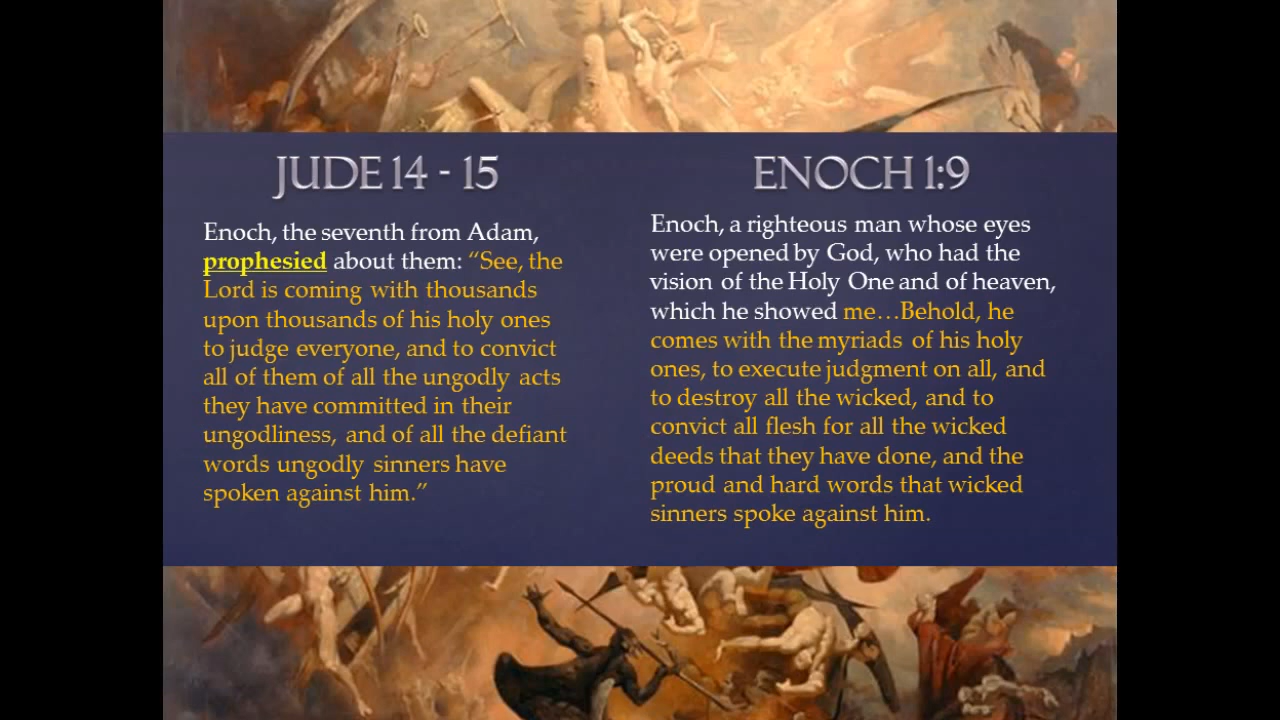 JUDE 14 - 15
Enoch, the seventh from Adam,
prophesied about them: “See, the
Lord is coming with thousands
upon thousands of his holy ones
to judge everyone, and to convict
all of them of all the ungodly acts
they have committed in their
ungodliness, and of all the defiant
words ungodly sinners have
spoken against him.”
ENOCH 1:9
Enoch, a righteous man whose eyes
were opened by God, who had the
vision of the Holy One and of heaven,
which he showed me…Behold, he
comes with the myriads of his holy
ones, to execute judgment on all, and
to destroy all the wicked, and to
convict all flesh for all the wicked
deeds that they have done, and the
proud and hard words that wicked
sinners spoke against him.